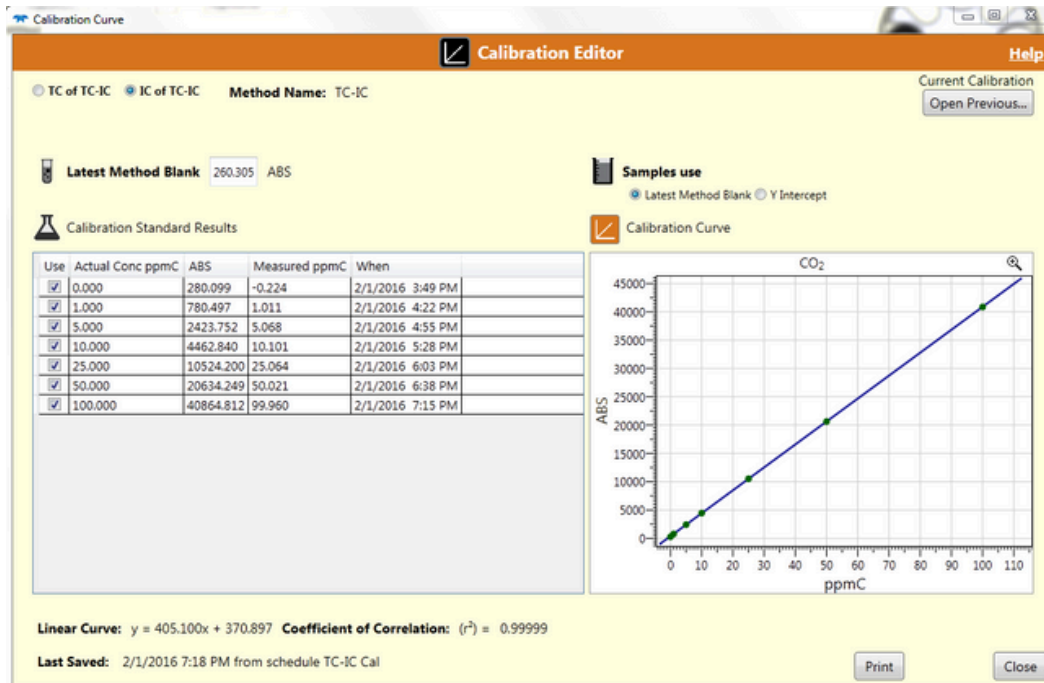 Calibration Curve
Calibration Editor
Help
TC of TC-IC IC of TC-IC Method Name: TC-IC
Current Calibration
Open Previous...
Latest Method Blank 260.305 ABS
Samples use
Latest Method Blank Y Intercept
Calibration Standard Results
Calibration Curve
Use Actual Conc ppmC ABS Measured ppmC When
0.000 280.099 -0.224 2/1/2016 3:49 PM
1.000 780.497 1.011 2/1/2016 4:22 PM
5.000 2423.752 5.068 2/1/2016 4:55 PM
10.000 4462.840 10.101 2/1/2016 5:28 PM
25.000 10524.200 25.064 2/1/2016 6:03 PM
50.000 20634.249 50.021 2/1/2016 6:38 PM
100.000 40864.812 99.960 2/1/2016 7:15 PM
CO₂
45000
40000
35000
30000
25000
20000
15000
10000
5000
0
ABS
0 10 20 30 40 50 60 70 80 90 100 110
ppmC
Linear Curve: y = 405.100x + 370.897 Coefficient of Correlation: (r²) = 0.99999
Last Saved: 2/1/2016 7:18 PM from schedule TC-IC Cal
Print
Close